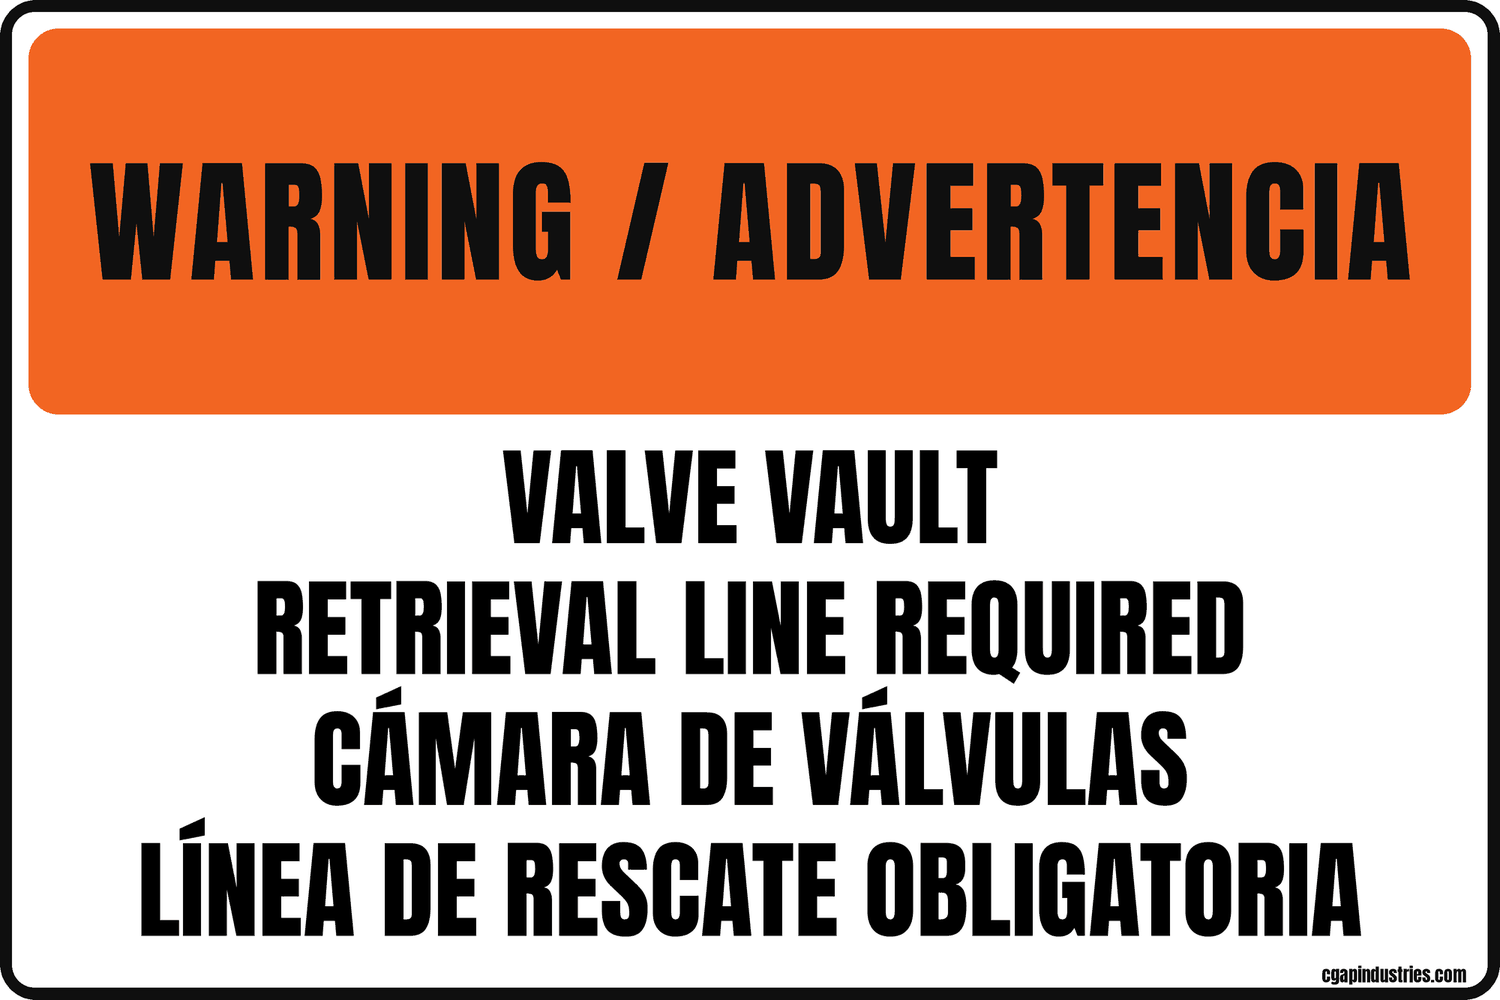 WARNING / ADVERTENCIA
VALVE VAULT
RETRIEVAL LINE REQUIRED
CÁMARA DE VÁLVULAS
LÍNEA DE RESCATE OBLIGATORIA
cgapindustries.com